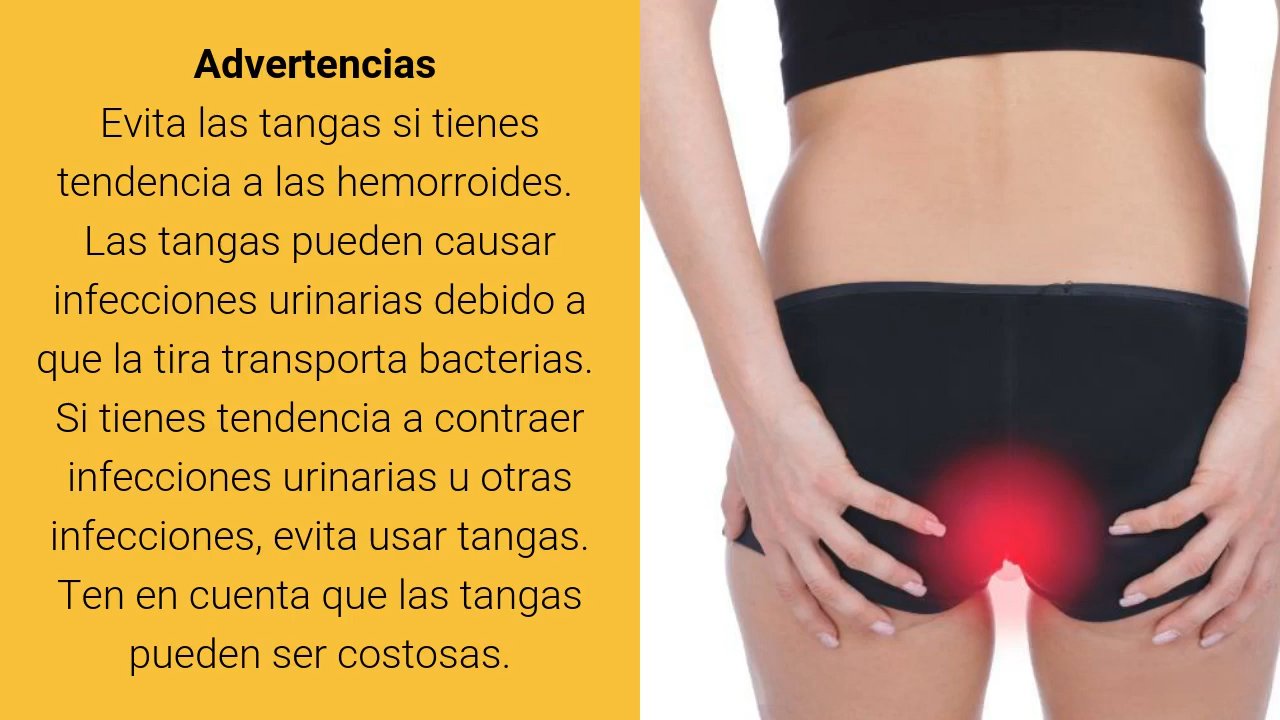 Advertencias
Evita las tangas si tienes
tendencia a las hemorroides.
Las tangas pueden causar
infecciones urinarias debido a
que la tira transporta bacterias.
Si tienes tendencia a contraer
infecciones urinarias u otras
infecciones, evita usar tangas.
Ten en cuenta que las tangas
pueden ser costosas.